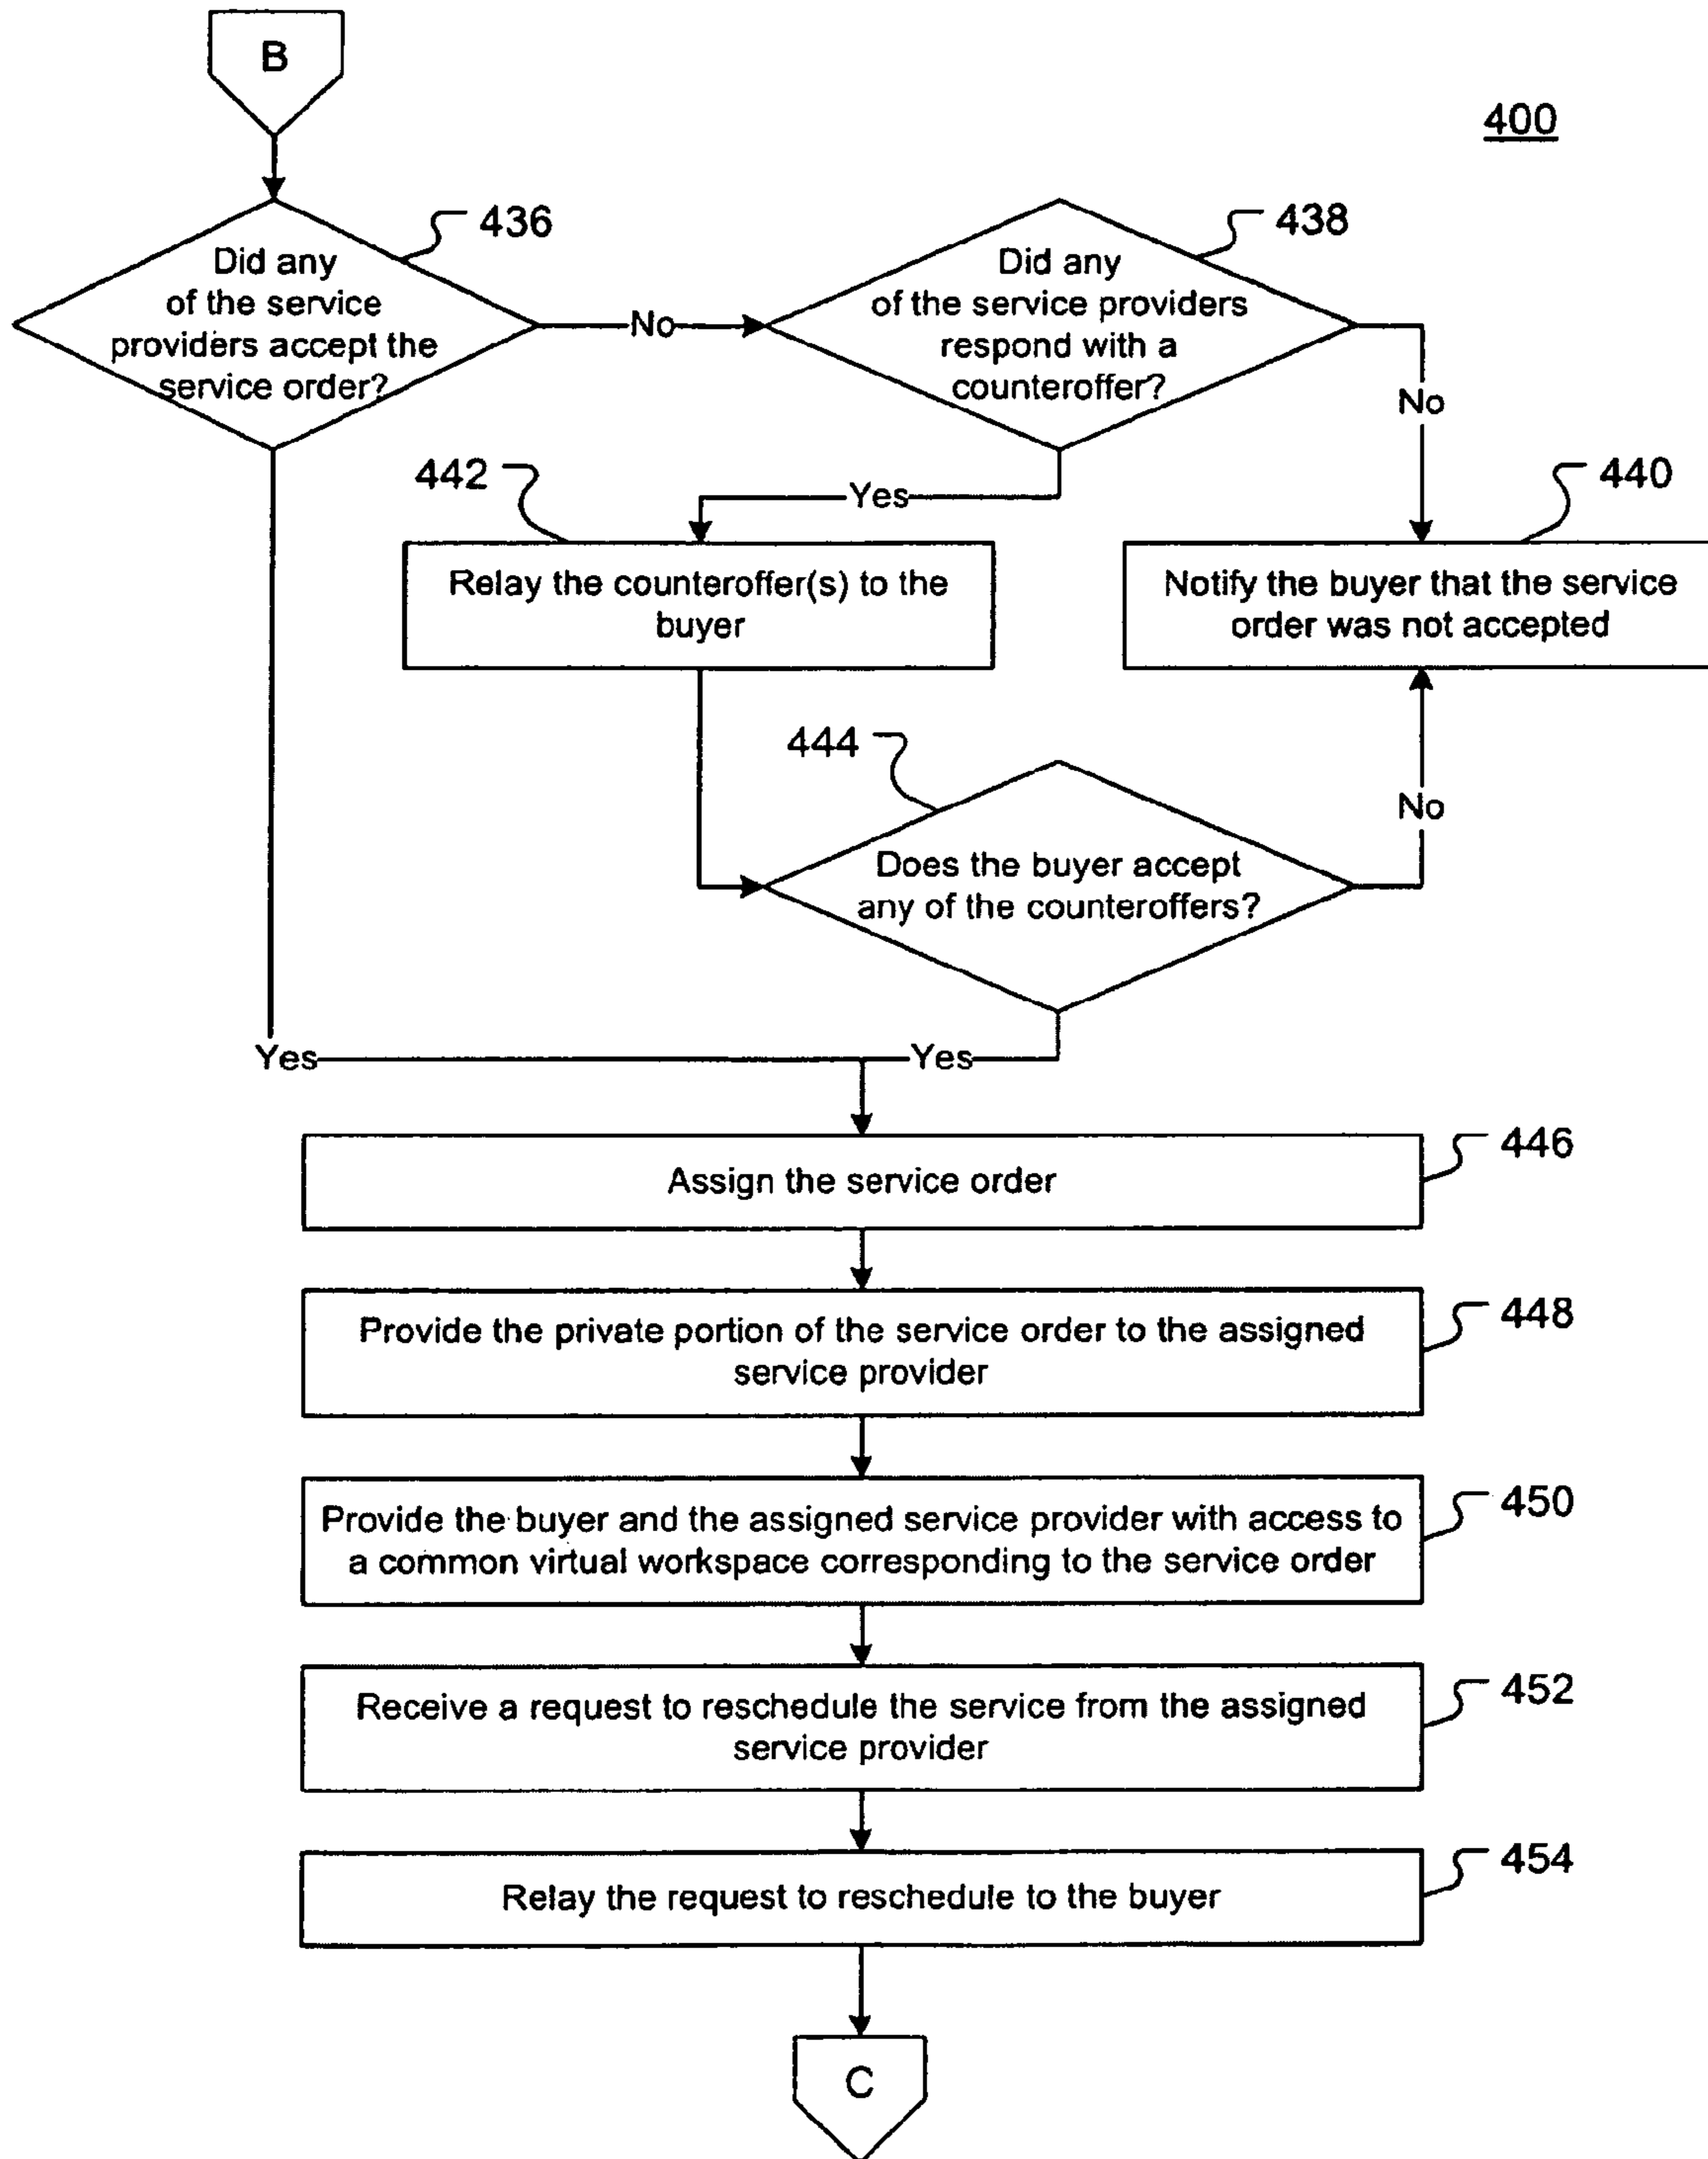 B
400
436
Did any
of the service
providers accept the
service order?
No
438
Did any
of the service providers
respond with a
counteroffer?
No
Yes
442
Relay the counteroffer(s) to the
buyer
440
Notify the buyer that the service
order was not accepted
444
Does the buyer accept
any of the counteroffers?
No
Yes
Yes
446
Assign the service order
448
Provide the private portion of the service order to the assigned
service provider
450
Provide the buyer and the assigned service provider with access to
a common virtual workspace corresponding to the service order
452
Receive a request to reschedule the service from the assigned
service provider
454
Relay the request to reschedule to the buyer
C